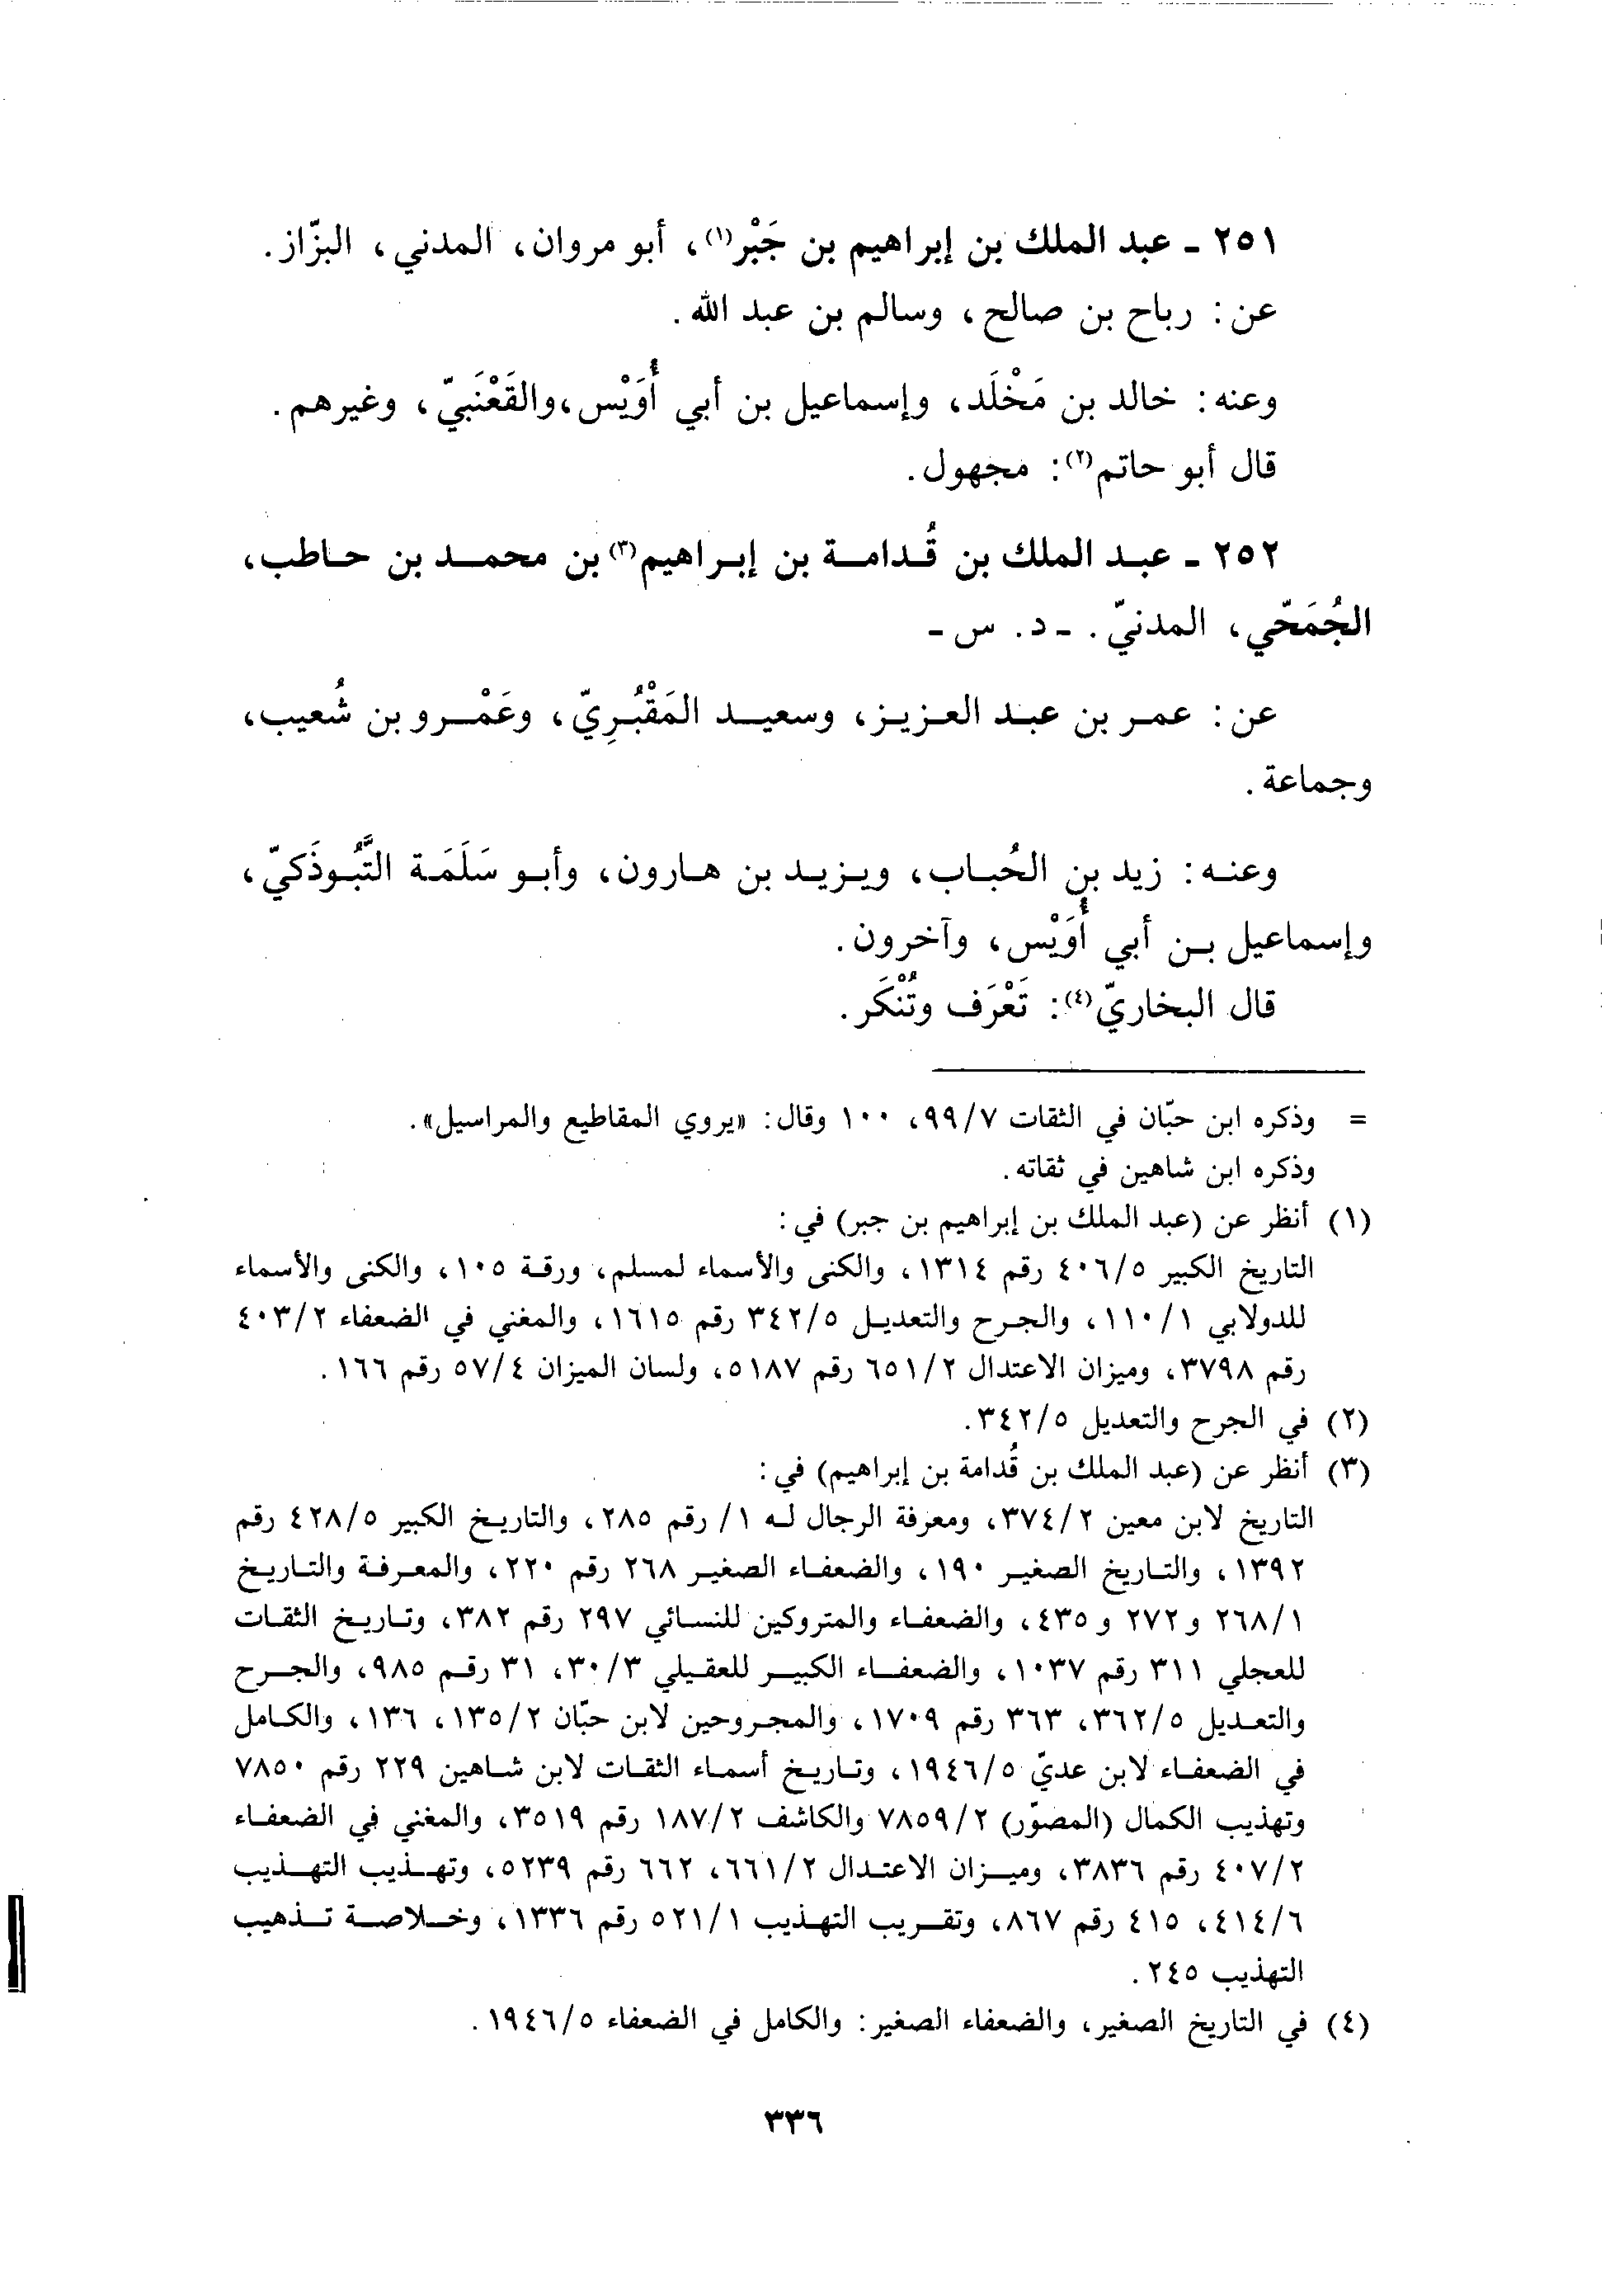 ٢٥١ ـ عبد الملك بن إبراهيم بن جَبْر(١)، أبو مروان، المدني، البزّاز.
عن: رباح بن صالح، وسالم بن عبد الله.
وعنه: خالد بن مَخْلَد، وإسماعيل بن أبي أُوَيْس، والقَعْنَبيّ، وغيرهم.
قال أبو حاتم(٢): مجهول.
٢٥٢ ـ عبد الملك بن قُدامة بن إبراهيم(٣) بن محمد بن حاطب،
الجُمَحّي، المدنيّ. ـ د. س ـ
عن: عمر بن عبد العزيز، وسعيد المَقْبُرِيّ، وعَمْرو بن شُعيب،
وجماعة.
وعنه: زيد بن الحُباب، ويزيد بن هارون، وأبو سَلَمَة التَّبُوذَكيّ،
وإسماعيل بن أبي أُوَيْس، وآخرون.
قال البخاريّ(٤): تَعْرَف وتُنْكَر.
= وذكره ابن حبّان في الثقات ٩٩/٧، ١٠٠ وقال: «يروي المقاطيع والمراسيل».
وذكره ابن شاهين في ثقاته.
(١) أنظر عن (عبد الملك بن إبراهيم بن جبر) في:
التاريخ الكبير ٤٠٦/٥ رقم ١٣١٤، والكنى والأسماء لمسلم، ورقة ١٠٥، والكنى والأسماء
للدولابي ١١٠/١، والجرح والتعديل ٣٤٢/٥ رقم ١٦١٥، والمغني في الضعفاء ٤٠٣/٢
رقم ٣٧٩٨، وميزان الاعتدال ٦٥١/٢ رقم ٥١٨٧، ولسان الميزان ٥٧/٤ رقم ١٦٦.
(٢) في الجرح والتعديل ٣٤٢/٥.
(٣) أنظر عن (عبد الملك بن قُدامة بن إبراهيم) في:
التاريخ لابن معين ٣٧٤/٢، ومعرفة الرجال له ١/ رقم ٢٨٥، والتاريخ الكبير ٤٢٨/٥ رقم
١٣٩٢، والتاريخ الصغير ١٩٠، والضعفاء الصغير ٢٦٨ رقم ٢٢٠، والمعرفة والتاريخ
٢٦٨/١ و٢٧٢ و٤٣٥، والضعفاء والمتروكين للنسائي ٢٩٧ رقم ٣٨٢، وتاريخ الثقات
للعجلي ٣١١ رقم ١٠٣٧، والضعفاء الكبير للعقيلي ٣٠/٣، ٣١ رقم ٩٨٥، والجرح
والتعديل ٣٦٢/٥، ٣٦٣ رقم ١٧٠٩، والمجروحين لابن حبّان ١٣٥/٢، ١٣٦، والكامل
في الضعفاء لابن عديّ ١٩٤٦/٥، وتاريخ أسماء الثقات لابن شاهين ٢٢٩ رقم ٧٨٥٠
وتهذيب الكمال (المصوّر) ٧٨٥٩/٢ والكاشف ١٨٧/٢ رقم ٣٥١٩، والمغني في الضعفاء
٤٠٧/٢ رقم ٣٨٣٦، وميزان الاعتدال ٦٦١/٢، ٦٦٢ رقم ٥٢٣٩، وتهذيب التهذيب
٤١٤/٦، ٤١٥ رقم ٨٦٧، وتقريب التهذيب ٥٢١/١ رقم ١٣٣٦، وخلاصة تذهيب
التهذيب ٢٤٥.
(٤) في التاريخ الصغير، والضعفاء الصغير: والكامل في الضعفاء ١٩٤٦/٥.
٣٣٦